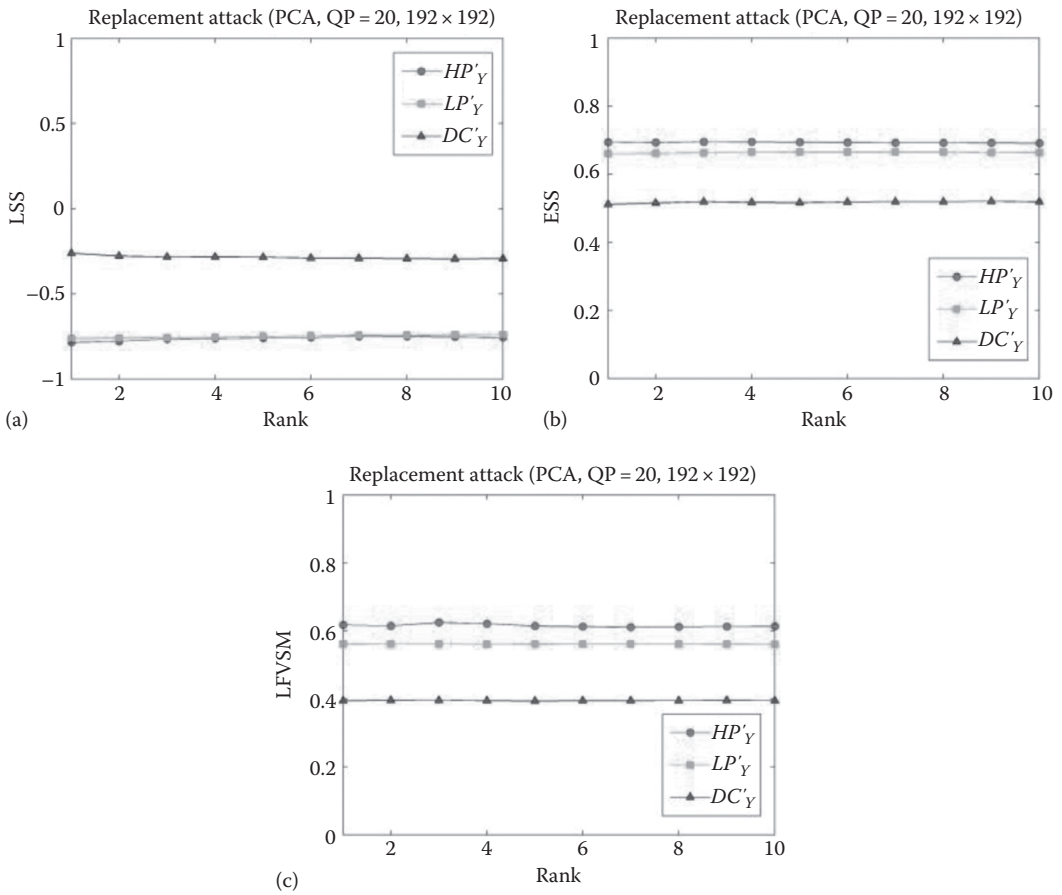 Replacement attack (PCA, QP = 20, 192 × 192)
1
0.5
0
−0.5
−1
LSS
HP'Y
LP'Y
DC'Y
2
4
6
8
10
Rank
(a)
Replacement attack (PCA, QP = 20, 192 × 192)
1
0.8
0.6
0.4
0.2
0
ESS
HP'Y
LP'Y
DC'Y
2
4
6
8
10
Rank
(b)
Replacement attack (PCA, QP = 20, 192 × 192)
1
0.8
0.6
0.4
0.2
0
LFVSM
HP'Y
LP'Y
DC'Y
2
4
6
8
10
Rank
(c)